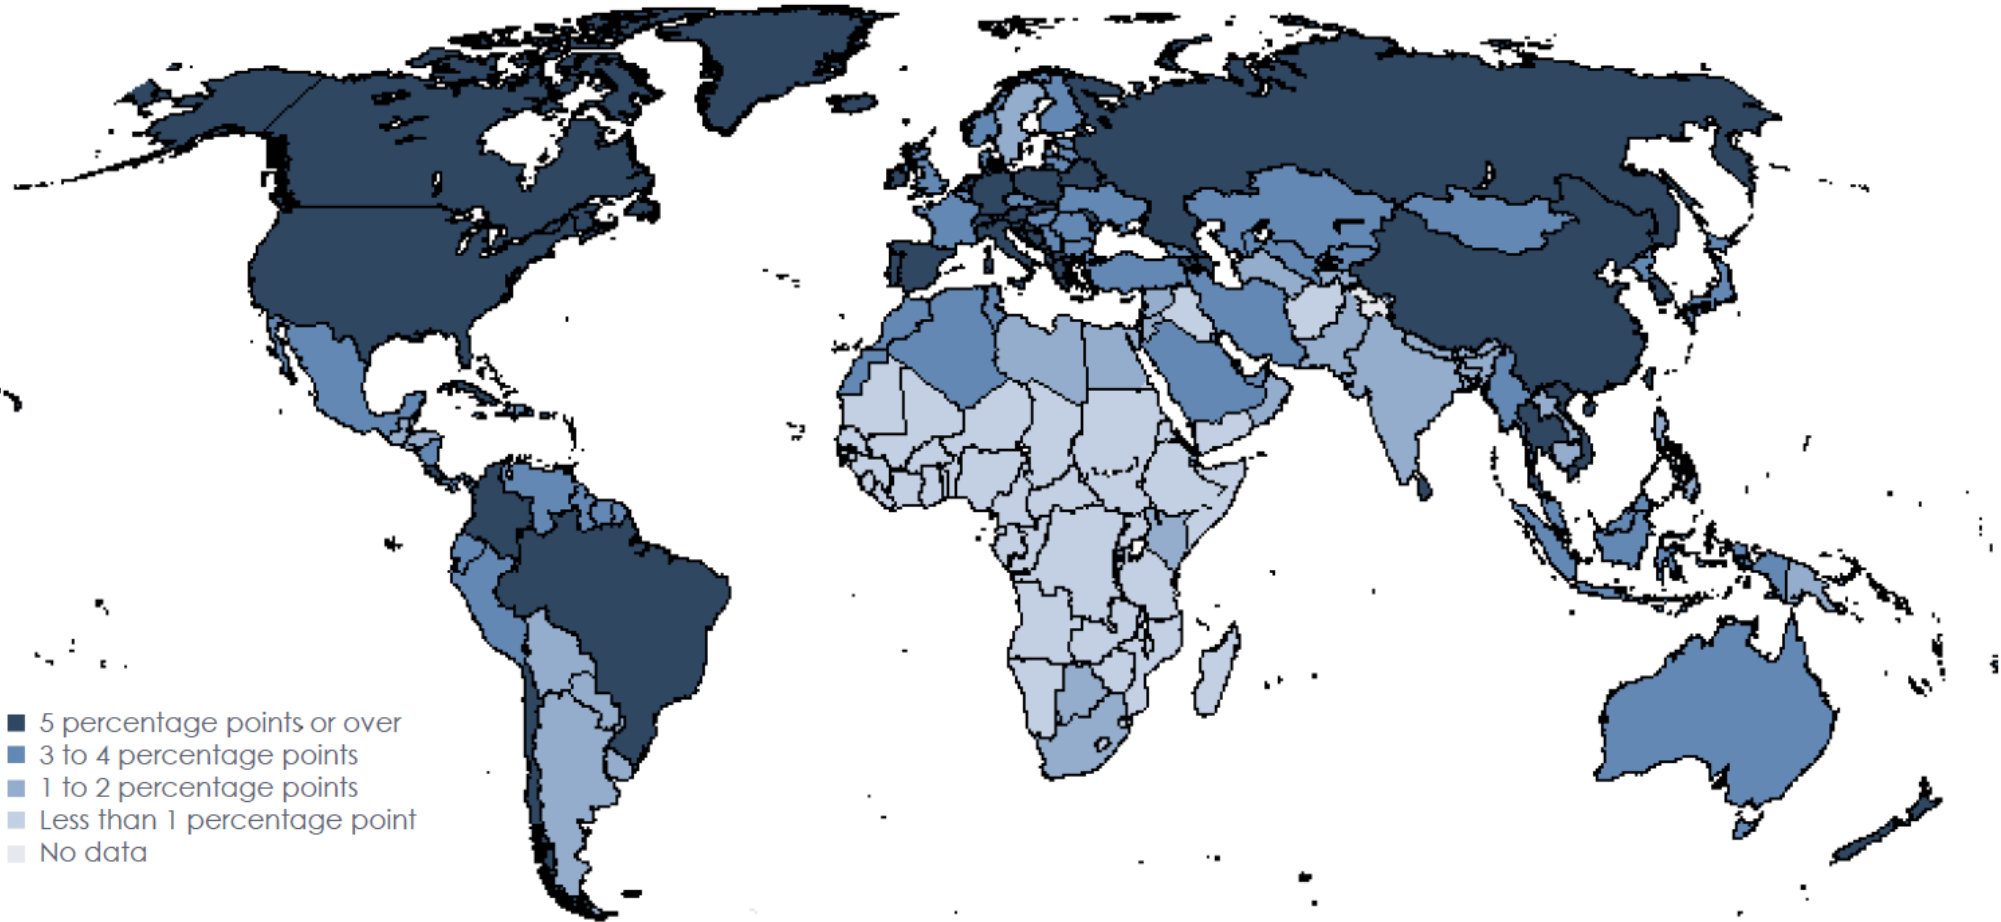 5 percentage points or over
3 to 4 percentage points
1 to 2 percentage points
Less than 1 percentage point
No data